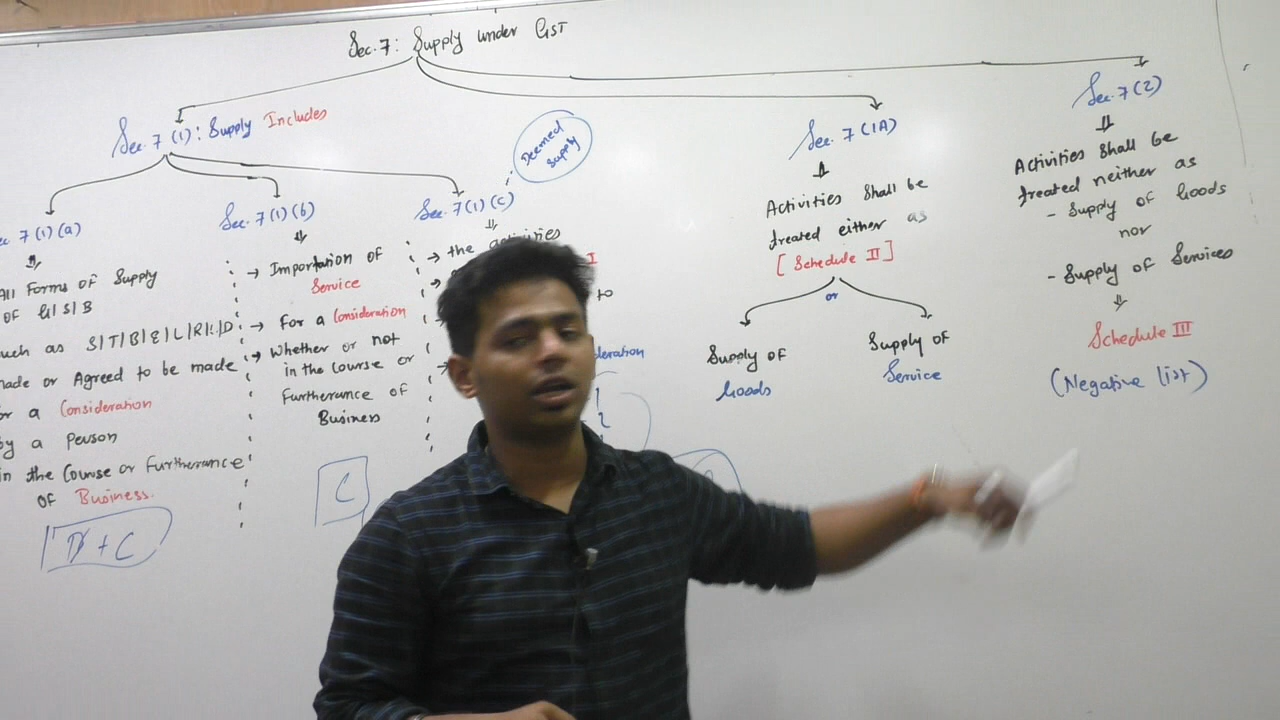 Sec.7: Supply under GST
Sec.7(1): Supply Includes
Deemed
Supply
7(1)(a)
All Forms of Supply
OF G/S/B
such as S/T/B/E/L/R/L/D
made or Agreed to be made
or a Consideration
by a person
in the Course or Furtherance
of Business.
+ C
Sec.7(1)(b)
→ Importation of
Service
→ For a Consideration
→ Whether or not
in the course or
Furtherance of
Business
C
Sec.7(1)(c)
→ the activities
I
to
Sec.7(1A)
Activities Shall be
treated either as
[Schedule II]
or
Supply of
Goods
Supply of
Service
Sec.7(2)
Activities Shall be
treated neither as
- Supply of Goods
nor
- Supply of Services
Schedule III
(Negative list)